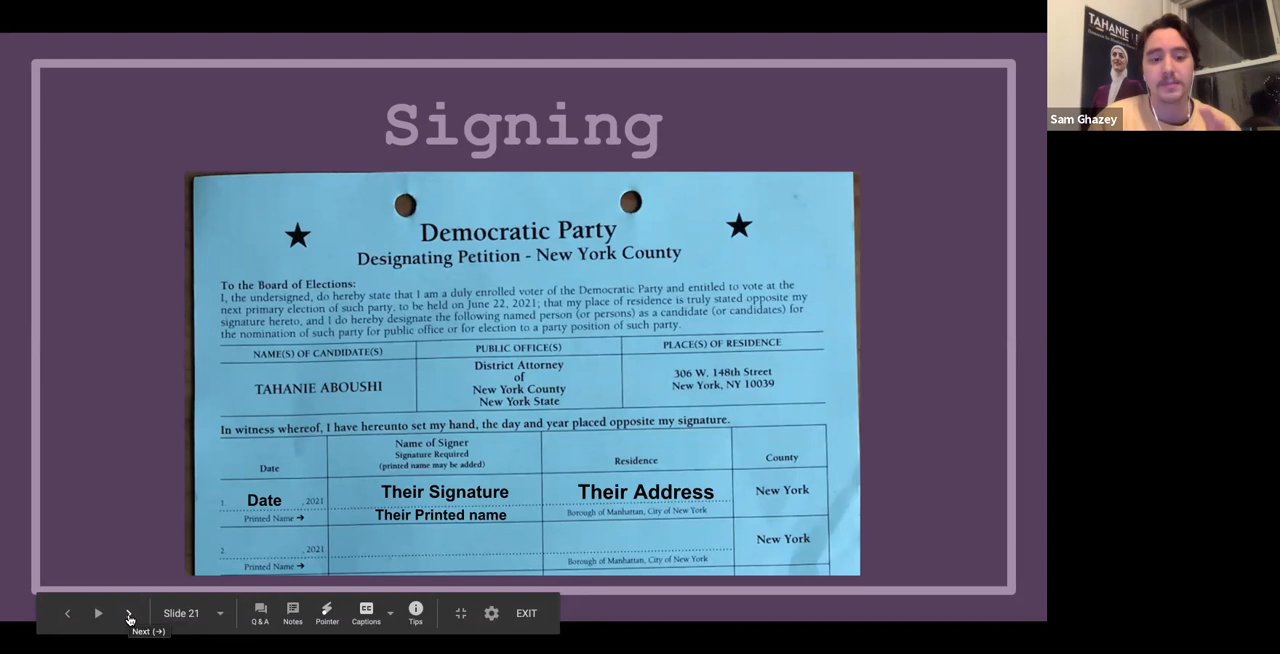 Signing
★ ★
Democratic Party
Designating Petition - New York County
To the Board of Elections:
I, the undersigned, do hereby state that I am a duly enrolled voter of the Democratic Party and entitled to vote at the
next primary election of such party, to be held on June 22, 2021; that my place of residence is truly stated opposite my
signature hereto, and I do hereby designate the following named person (or persons) as a candidate (or candidates) for
the nomination of such party for public office or for election to a party position of such party.
NAME(S) OF CANDIDATE(S) PUBLIC OFFICE(S) PLACE(S) OF RESIDENCE
TAHANIE ABOUSHI
District Attorney
of
New York County
New York State
306 W. 148th Street
New York, NY 10039
In witness whereof, I have hereunto set my hand, the day and year placed opposite my signature.
Date
Name of Signer
Signature Required
(printed name may be added)
Residence
County
1. Date , 2021 Their Signature Their Address New York
Printed Name → Their Printed name Borough of Manhattan, City of New York
2. , 2021 New York
Printed Name → Borough of Manhattan, City of New York
Slide 21 Q & A Notes Pointer Captions Tips EXIT
Next (→)
TAHANIE
Sam Ghazey